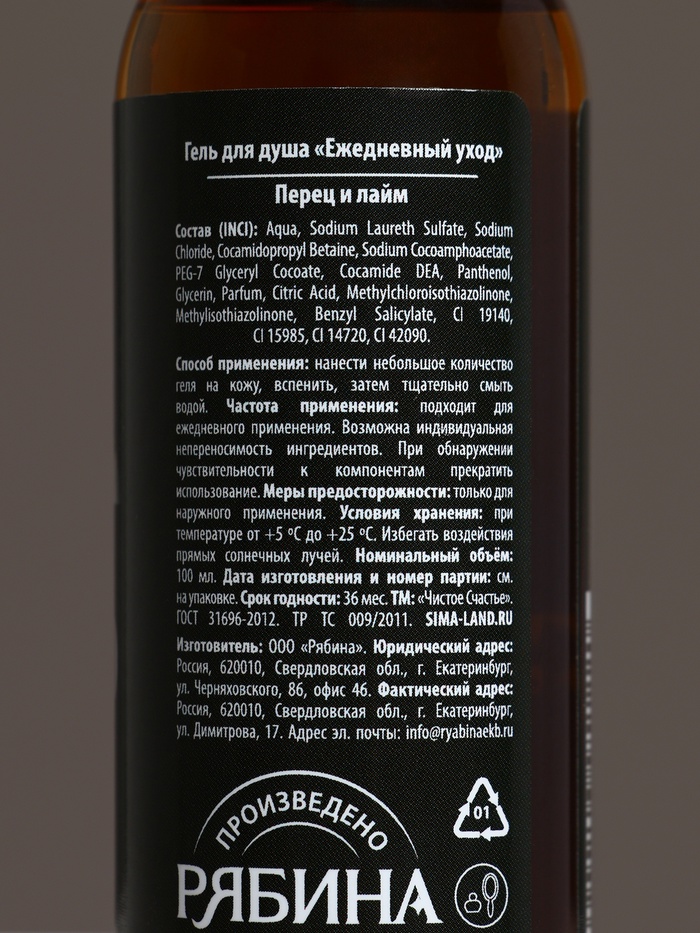 Гель для душа «Ежедневный уход»
Перец и лайм
Состав (INCI): Aqua, Sodium Laureth Sulfate, Sodium
Chloride, Cocamidopropyl Betaine, Sodium Cocoamphoacetate,
PEG-7 Glyceryl Cocoate, Cocamide DEA, Panthenol,
Glycerin, Parfum, Citric Acid, Methylchloroisothiazolinone,
Methylisothiazolinone, Benzyl Salicylate, CI 19140,
CI 15985, CI 14720, CI 42090.
Способ применения: нанести небольшое количество
геля на кожу, вспенить, затем тщательно смыть
водой. Частота применения: подходит для
ежедневного применения. Возможна индивидуальная
непереносимость ингредиентов. При обнаружении
чувствительности к компонентам прекратить
использование. Меры предосторожности: только для
наружного применения. Условия хранения: при
температуре от +5 ºС до +25 ºС. Избегать воздействия
прямых солнечных лучей. Номинальный объём:
100 мл. Дата изготовления и номер партии: см.
на упаковке. Срок годности: 36 мес. ТМ: «Чистое Счастье».
ГОСТ 31696-2012. ТР ТС 009/2011. SIMA-LAND.RU
Изготовитель: ООО «Рябина». Юридический адрес:
Россия, 620010, Свердловская обл., г. Екатеринбург,
ул. Черняховского, 86, офис 46. Фактический адрес:
Россия, 620010, Свердловская обл., г. Екатеринбург,
ул. Димитрова, 17. Адрес эл. почты: info@ryabinaekb.ru
ПРОИЗВЕДЕНО
01
РЯБИНА